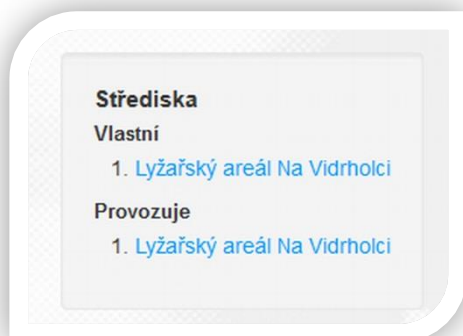 Střediska
Vlastní
1. Lyžařský areál Na Vidrholci
Provozuje
1. Lyžařský areál Na Vidrholci